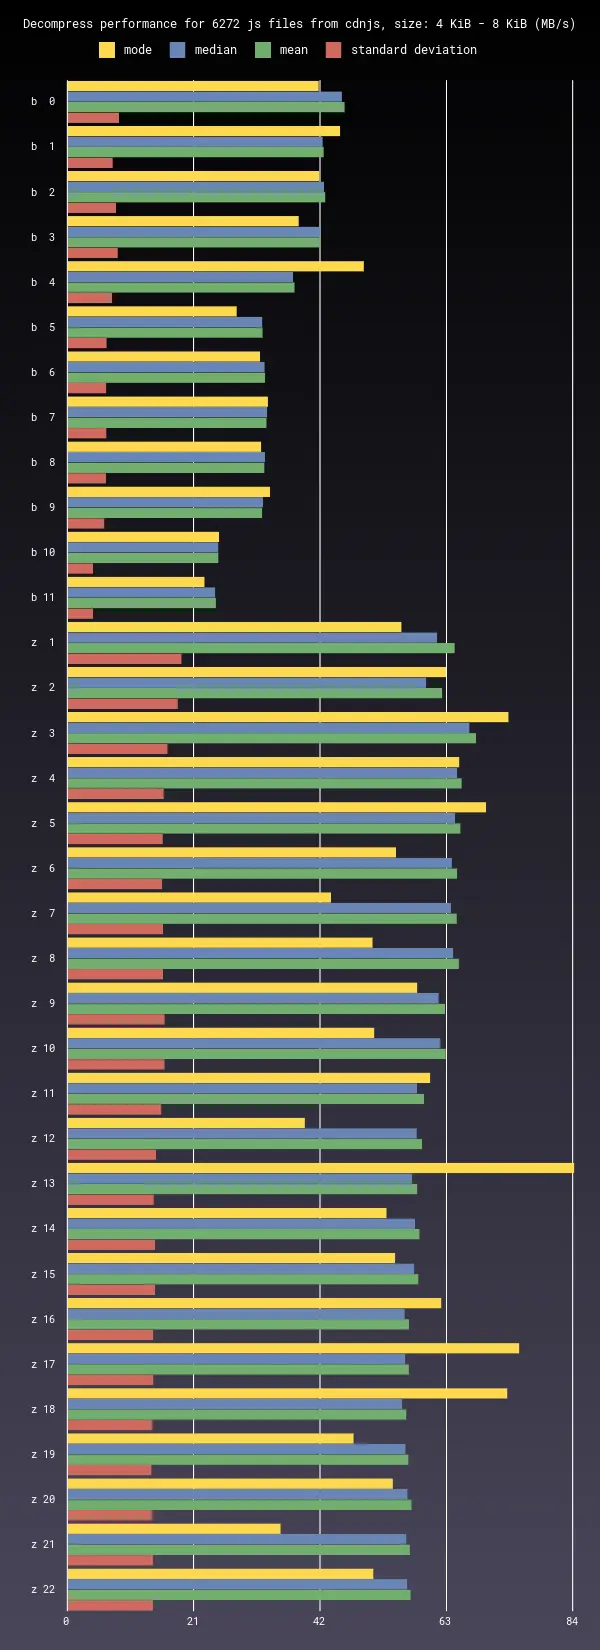 Decompress performance for 6272 js files from cdnjs, size: 4 KiB - 8 KiB (MB/s)
mode median mean standard deviation
b 0
b 1
b 2
b 3
b 4
b 5
b 6
b 7
b 8
b 9
b 10
b 11
z 1
z 2
z 3
z 4
z 5
z 6
z 7
z 8
z 9
z 10
z 11
z 12
z 13
z 14
z 15
z 16
z 17
z 18
z 19
z 20
z 21
z 22
0 21 42 63 84